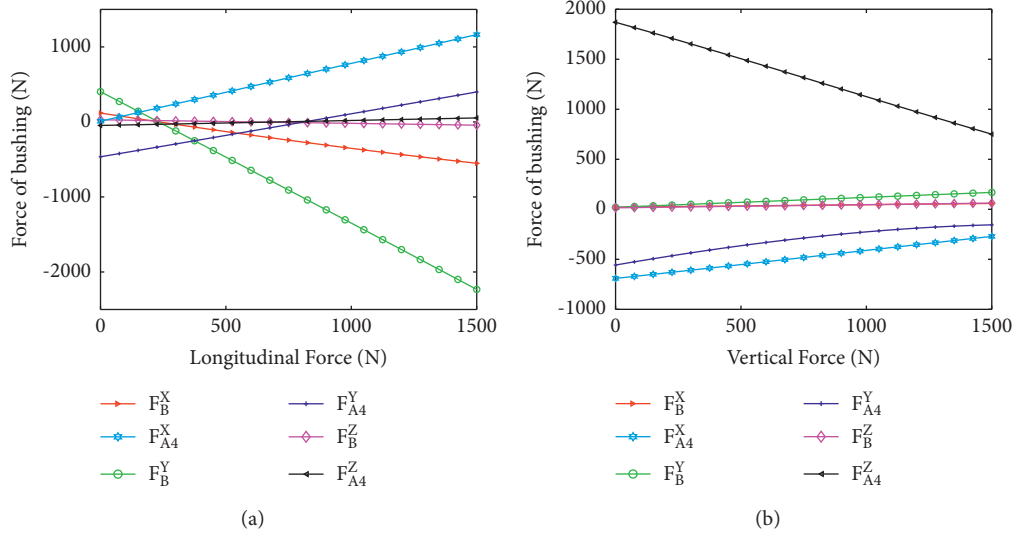 1000
0
-1000
-2000
Force of bushing (N)
0 500 1000 1500
Longitudinal Force (N)
F_B^X F_A4^Y
F_A4^X F_B^Z
F_B^Y F_A4^Z
(a)
2000
1500
1000
500
0
-500
-1000
Force of bushing (N)
0 500 1000 1500
Vertical Force (N)
F_B^X F_A4^Y
F_A4^X F_B^Z
F_B^Y F_A4^Z
(b)